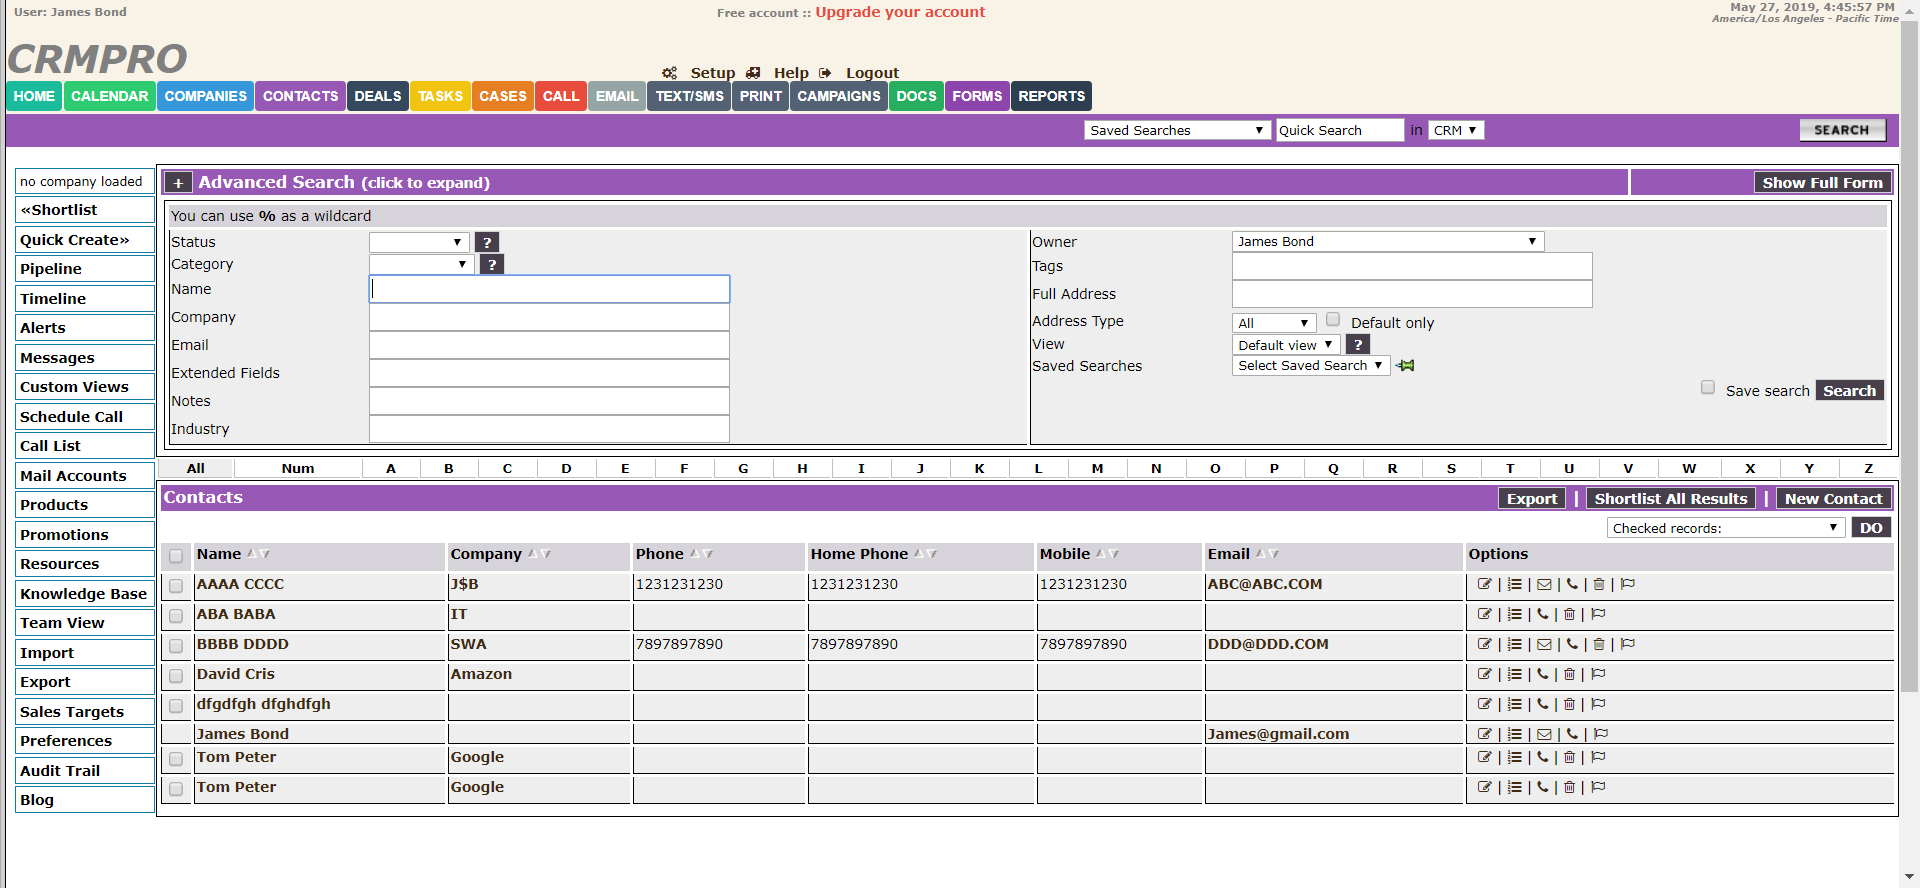 User: James Bond
Free account :: Upgrade your account
May 27, 2019, 4:45:57 PM
America/Los Angeles - Pacific Time
CRMPRO
Setup Help Logout
HOME CALENDAR COMPANIES CONTACTS DEALS TASKS CASES CALL EMAIL TEXT/SMS PRINT CAMPAIGNS DOCS FORMS REPORTS
Saved Searches Quick Search in CRM SEARCH
no company loaded
«Shortlist
Quick Create»
Pipeline
Timeline
Alerts
Messages
Custom Views
Schedule Call
Call List
Mail Accounts
Products
Promotions
Resources
Knowledge Base
Team View
Import
Export
Sales Targets
Preferences
Audit Trail
Blog
+ Advanced Search (click to expand) Show Full Form
You can use % as a wildcard
Status ?
Category ?
Name
Company
Email
Extended Fields
Notes
Industry
Owner James Bond
Tags
Full Address
Address Type All Default only
View Default view ?
Saved Searches Select Saved Search
Save search Search
All Num A B C D E F G H I J K L M N O P Q R S T U V W X Y Z
Contacts Export | Shortlist All Results | New Contact
Checked records: DO
Name Company Phone Home Phone Mobile Email Options
AAAA CCCC J$B 1231231230 1231231230 1231231230 ABC@ABC.COM | | | | |
ABA BABA IT | | | |
BBBB DDDD SWA 7897897890 7897897890 7897897890 DDD@DDD.COM | | | | |
David Cris Amazon | | | |
dfgdfgh dfghdfgh | | | |
James Bond James@gmail.com | | | |
Tom Peter Google | | | |
Tom Peter Google | | | |